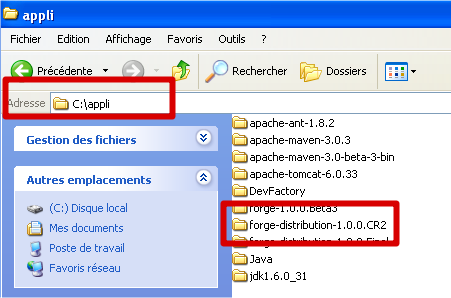 appli
Fichier Edition Affichage Favoris Outils ?
Précédente Rechercher Dossiers
Adresse C:\appli
Gestion des fichiers
Autres emplacements
(C:) Disque local
Mes documents
Poste de travail
Favoris réseau
apache-ant-1.8.2
apache-maven-3.0.3
apache-maven-3.0-beta-3-bin
apache-tomcat-6.0.33
DevFactory
forge-1.0.0.Beta3
forge-distribution-1.0.0.CR2
forge-distribution-1.0.0.Final
Java
jdk1.6.0_31